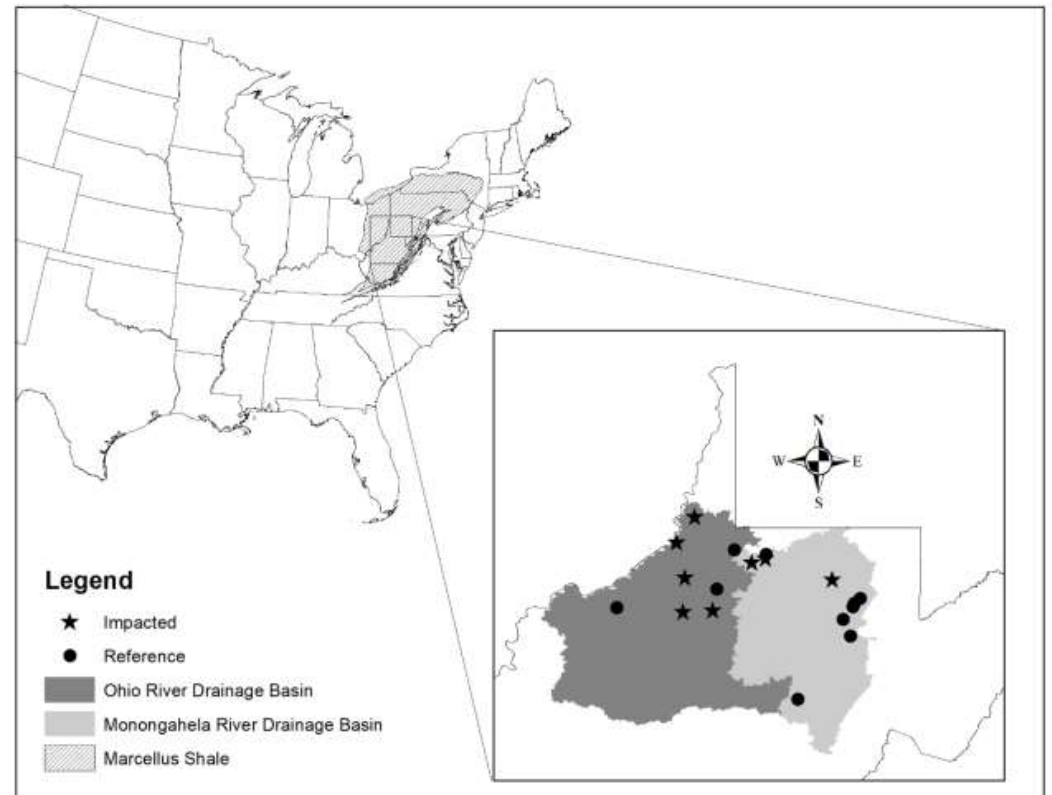 N
W E
S
Legend
Impacted
Reference
Ohio River Drainage Basin
Monongahela River Drainage Basin
Marcellus Shale